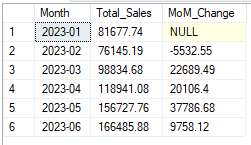 Month Total_Sales MoM_Change
1 2023-01 81677.74 NULL
2 2023-02 76145.19 -5532.55
3 2023-03 98834.68 22689.49
4 2023-04 118941.08 20106.4
5 2023-05 156727.76 37786.68
6 2023-06 166485.88 9758.12